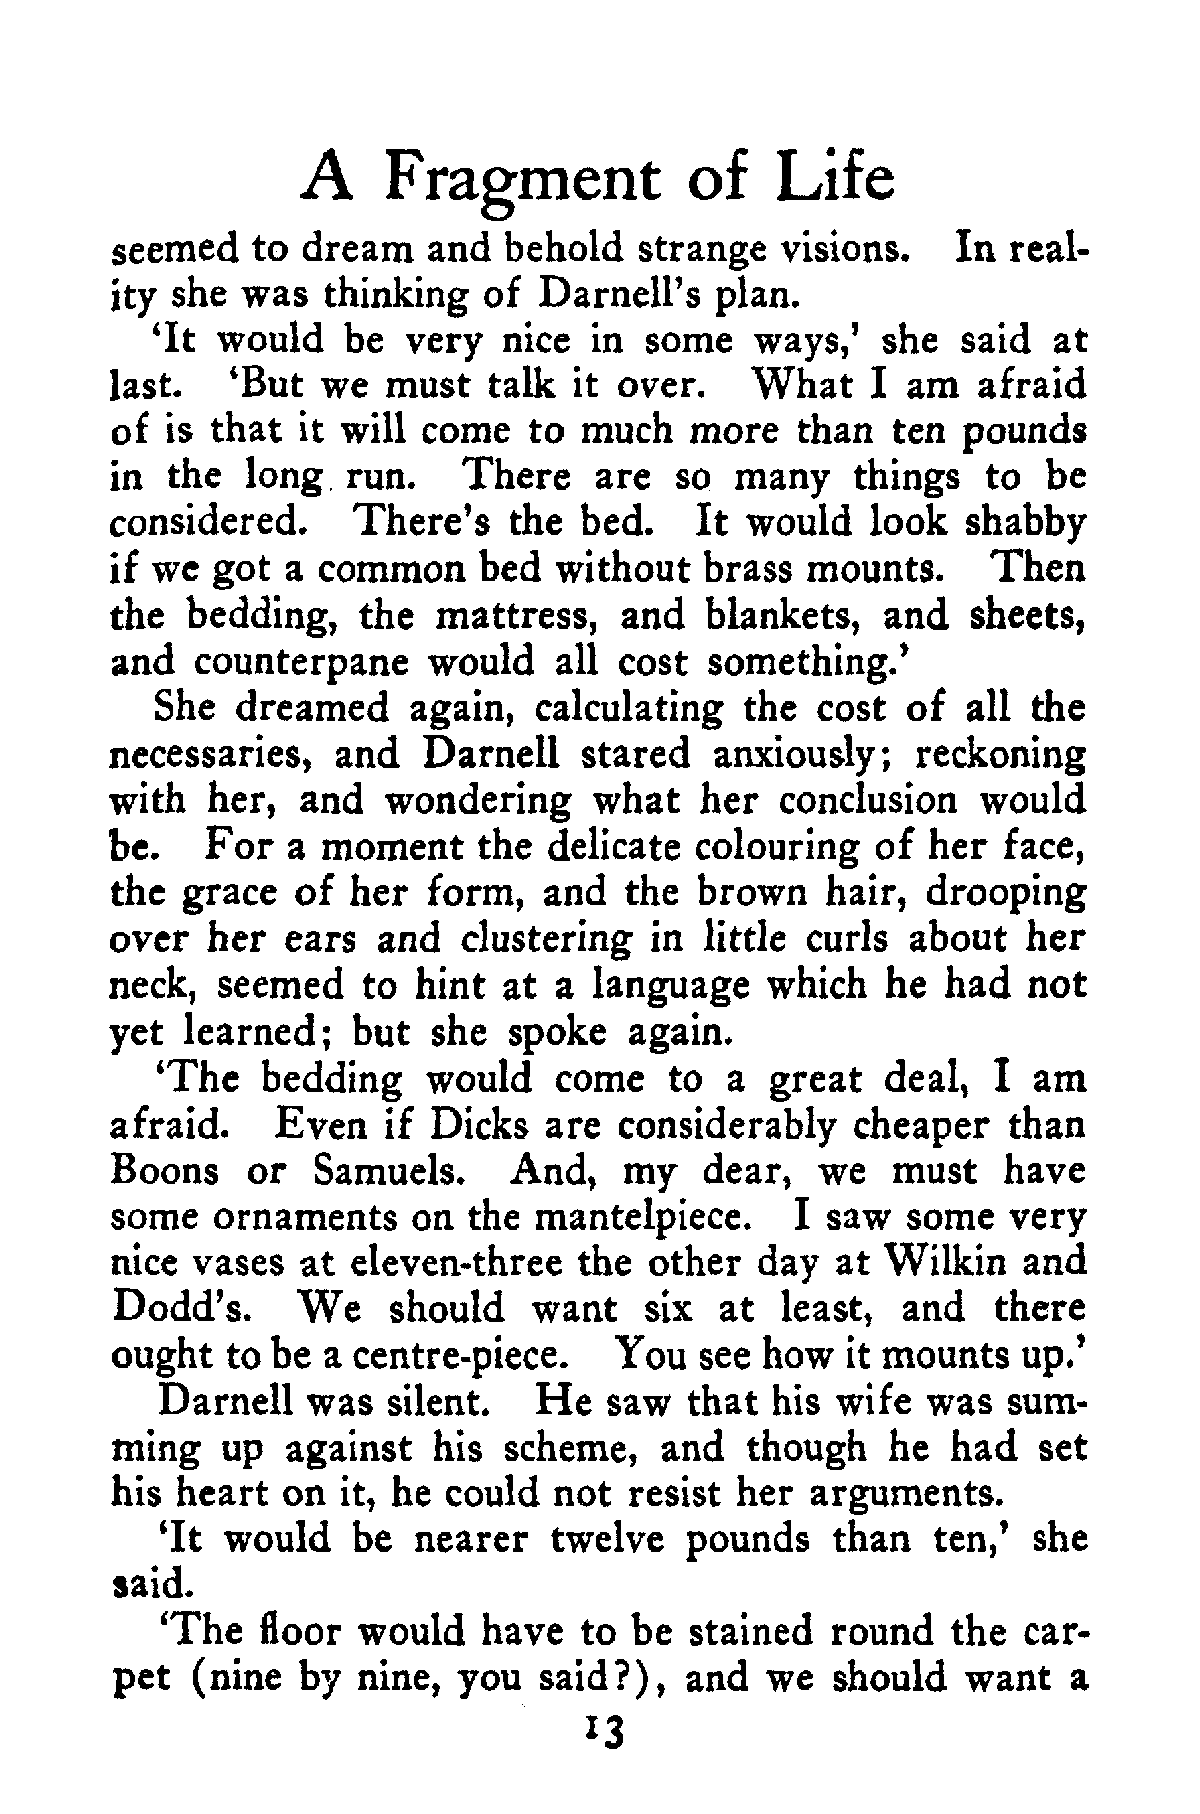 A Fragment of Life
seemed to dream and behold strange visions. In real-
ity she was thinking of Darnell's plan.
'It would be very nice in some ways,' she said at
last. 'But we must talk it over. What I am afraid
of is that it will come to much more than ten pounds
in the long run. There are so many things to be
considered. There's the bed. It would look shabby
if we got a common bed without brass mounts. Then
the bedding, the mattress, and blankets, and sheets,
and counterpane would all cost something.'
She dreamed again, calculating the cost of all the
necessaries, and Darnell stared anxiously; reckoning
with her, and wondering what her conclusion would
be. For a moment the delicate colouring of her face,
the grace of her form, and the brown hair, drooping
over her ears and clustering in little curls about her
neck, seemed to hint at a language which he had not
yet learned; but she spoke again.
'The bedding would come to a great deal, I am
afraid. Even if Dicks are considerably cheaper than
Boons or Samuels. And, my dear, we must have
some ornaments on the mantelpiece. I saw some very
nice vases at eleven-three the other day at Wilkin and
Dodd's. We should want six at least, and there
ought to be a centre-piece. You see how it mounts up.'
Darnell was silent. He saw that his wife was sum-
ming up against his scheme, and though he had set
his heart on it, he could not resist her arguments.
'It would be nearer twelve pounds than ten,' she
said.
'The floor would have to be stained round the car-
pet (nine by nine, you said?), and we should want a
13